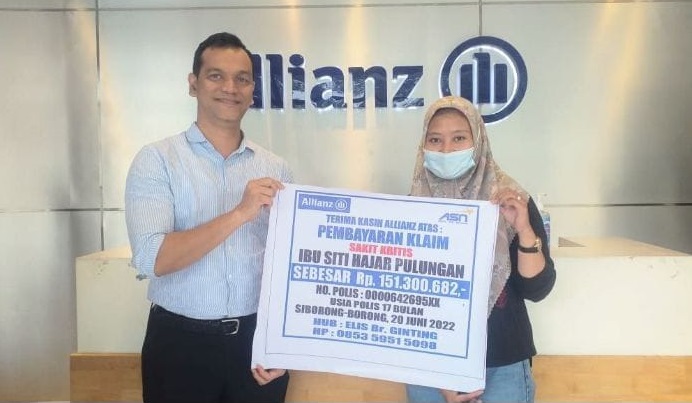 Allianz
Allianz
ASN
TERIMA KASIH ALLIANZ ATAS :
PEMBAYARAN KLAIM
SAKIT KRITIS
IBU SITI HAJAR PULUNGAN
SEBESAR Rp. 151.300.682,-
NO. POLIS : 0000642695XX
USIA POLIS 17 BULAN
SIBORONG-BORONG, 20 JUNI 2022
HUB : ELIS Br. GINTING
HP : 0853 5951 5098